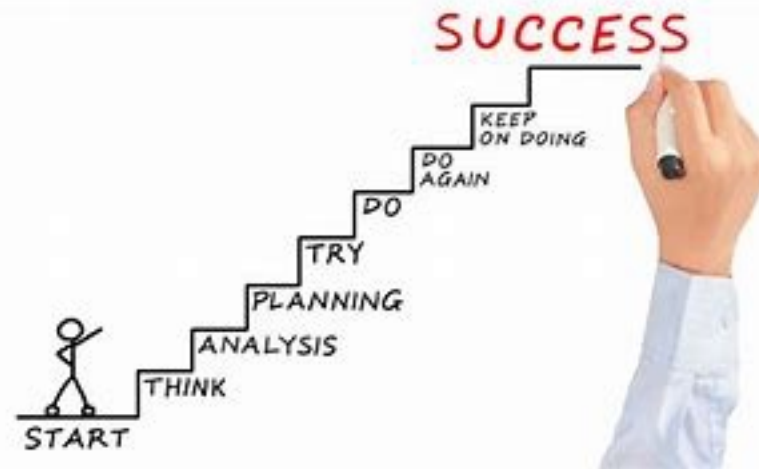 SUCCESS
KEEP
ON DOING
DO
AGAIN
DO
TRY
PLANNING
ANALYSIS
THINK
START